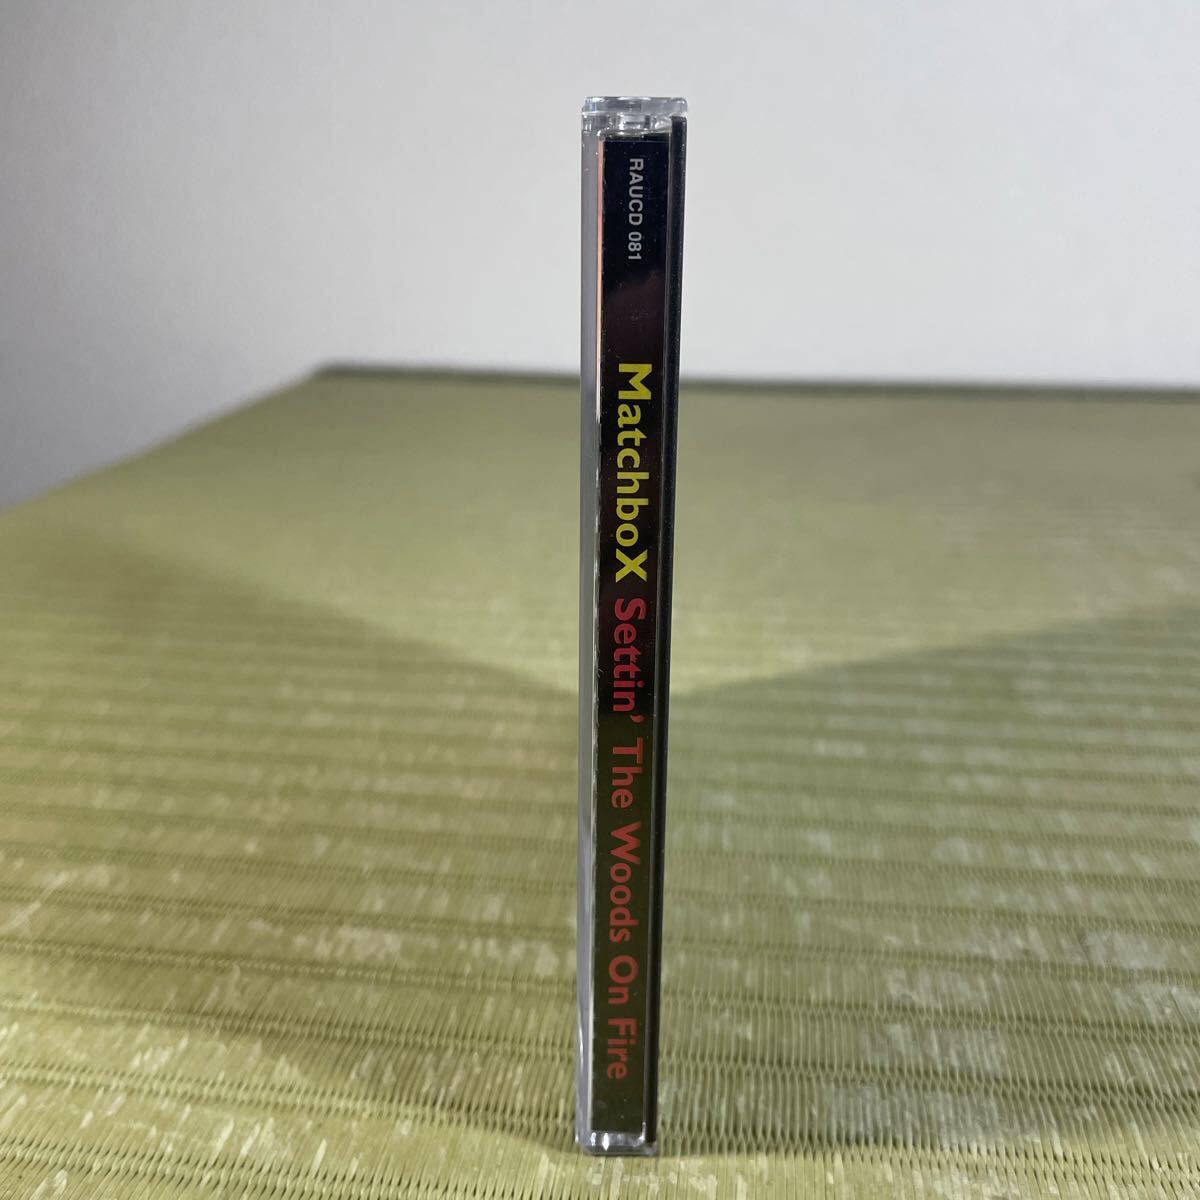 RAUCD 081
MatchboX Settin' The Woods On Fire